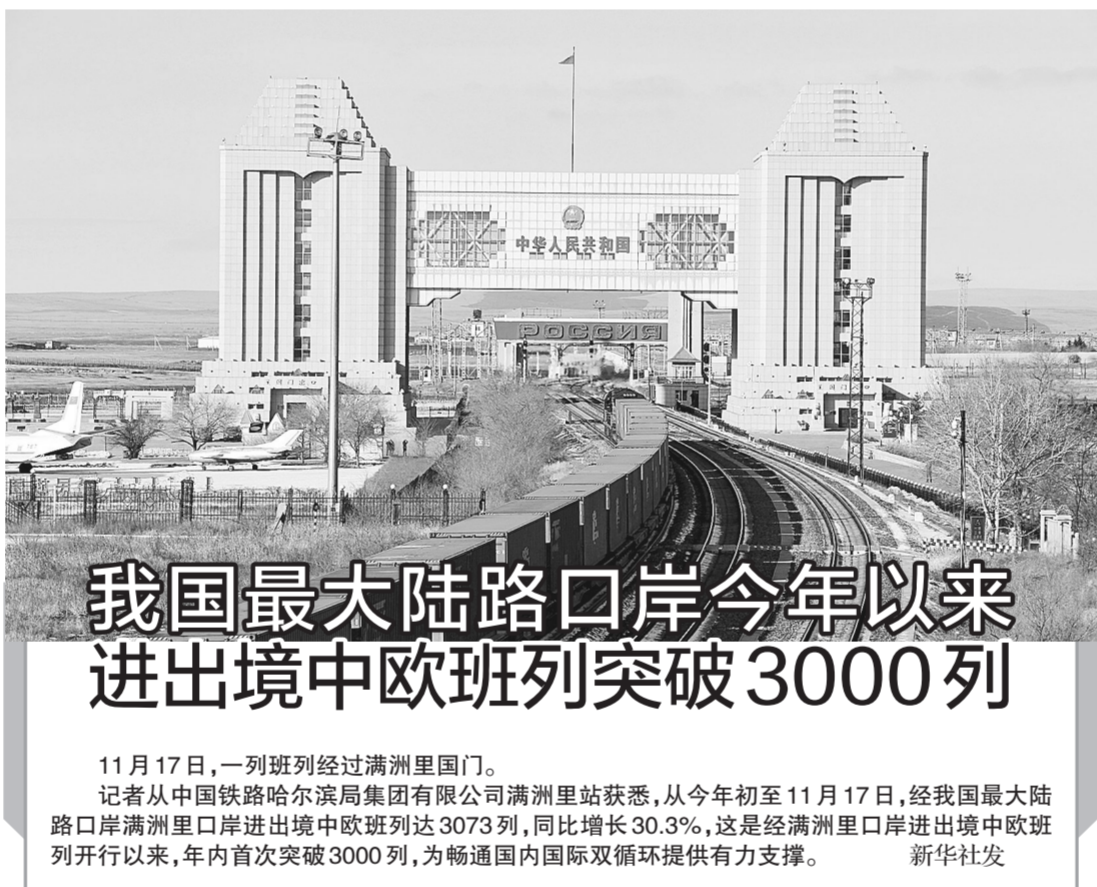 中华人民共和国
РОССИЯ
我国最大陆路口岸今年以来
进出境中欧班列突破3000列
11月17日，一列班列经过满洲里国门。
记者从中国铁路哈尔滨局集团有限公司满洲里站获悉，从今年初至11月17日，经我国最大陆
路口岸满洲里口岸进出境中欧班列达3073列，同比增长30.3%，这是经满洲里口岸进出境中欧班
列开行以来，年内首次突破3000列，为畅通国内国际双循环提供有力支撑。 新华社发